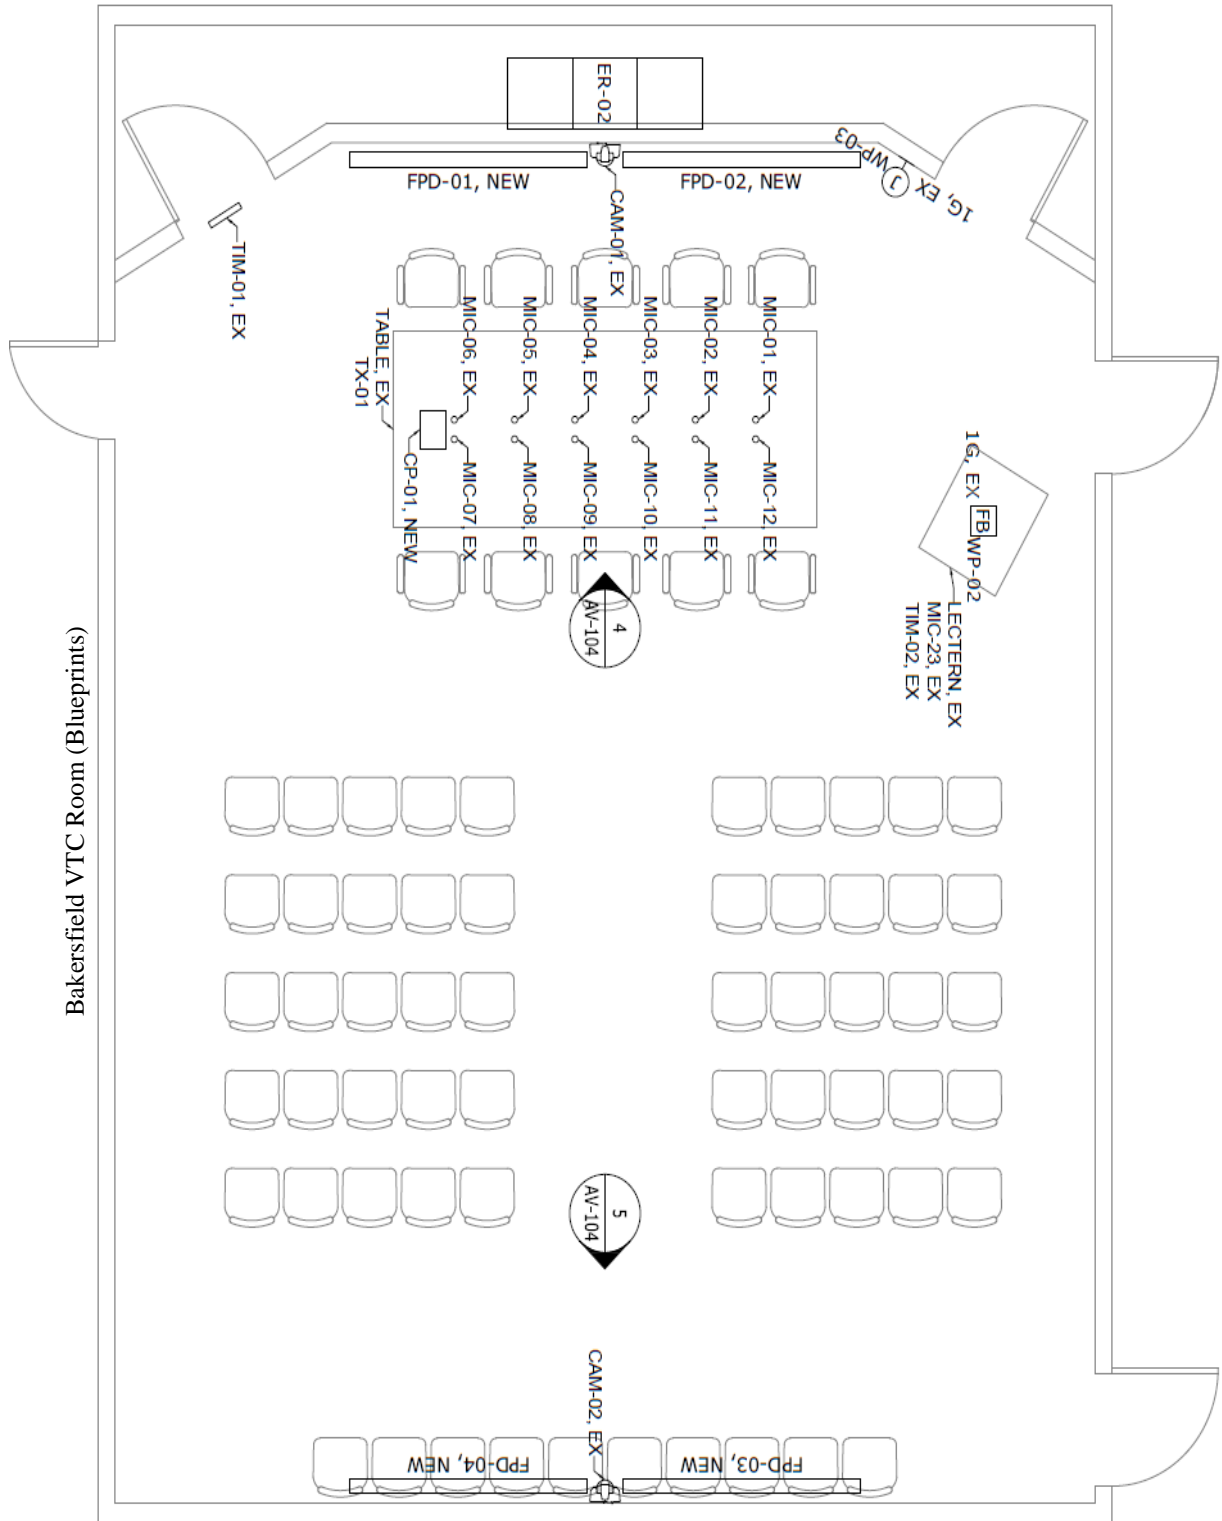 ER-02
WP-03
J
1G, EX
FPD-01, NEW
FPD-02, NEW
CAM-01, EX
TIM-01, EX
TABLE, EX
TX-01
MIC-06, EX
MIC-05, EX
MIC-04, EX
MIC-03, EX
MIC-02, EX
MIC-01, EX
CP-01, NEW
MIC-07, EX
MIC-08, EX
MIC-09, EX
MIC-10, EX
MIC-11, EX
MIC-12, EX
1G, EX
FB
WP-02
LECTERN, EX
MIC-23, EX
TIM-02, EX
4
AV-104
Bakersfield VTC Room (Blueprints)
5
AV-104
CAM-02, EX
FPD-04, NEW
FPD-03, NEW